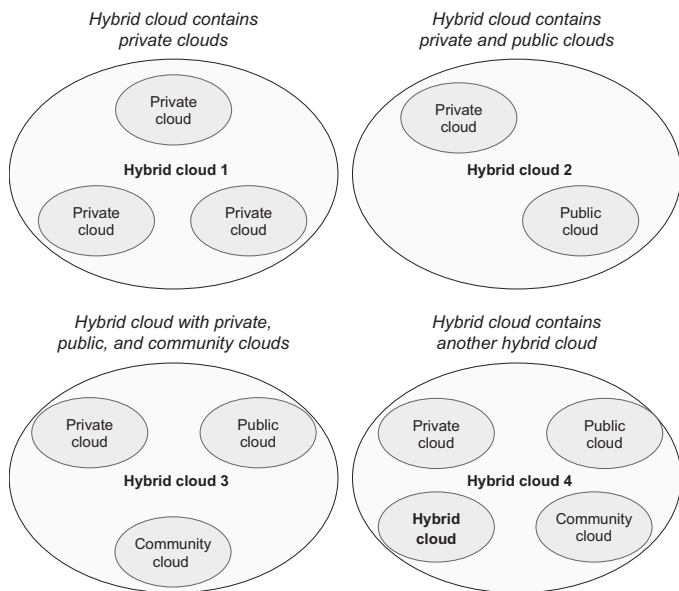 Hybrid cloud contains
private clouds
Private
cloud
Hybrid cloud 1
Private
cloud
Private
cloud
Hybrid cloud contains
private and public clouds
Private
cloud
Hybrid cloud 2
Public
cloud
Hybrid cloud with private,
public, and community clouds
Private
cloud
Public
cloud
Hybrid cloud 3
Community
cloud
Hybrid cloud contains
another hybrid cloud
Private
cloud
Public
cloud
Hybrid cloud 4
Hybrid
cloud
Community
cloud